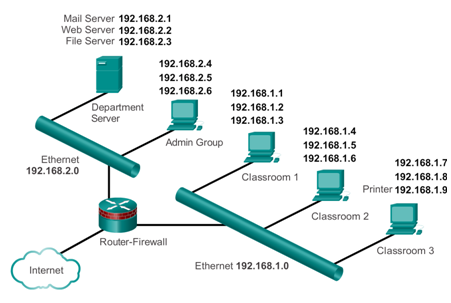 Mail Server 192.168.2.1
Web Server 192.168.2.2
File Server 192.168.2.3
192.168.2.4
192.168.2.5
192.168.2.6
Department
Server
Admin Group
192.168.1.1
192.168.1.2
192.168.1.3
Classroom 1
192.168.1.4
192.168.1.5
192.168.1.6
Classroom 2
192.168.1.7
192.168.1.8
Printer 192.168.1.9
Classroom 3
Ethernet
192.168.2.0
Router-Firewall
Internet
Ethernet 192.168.1.0